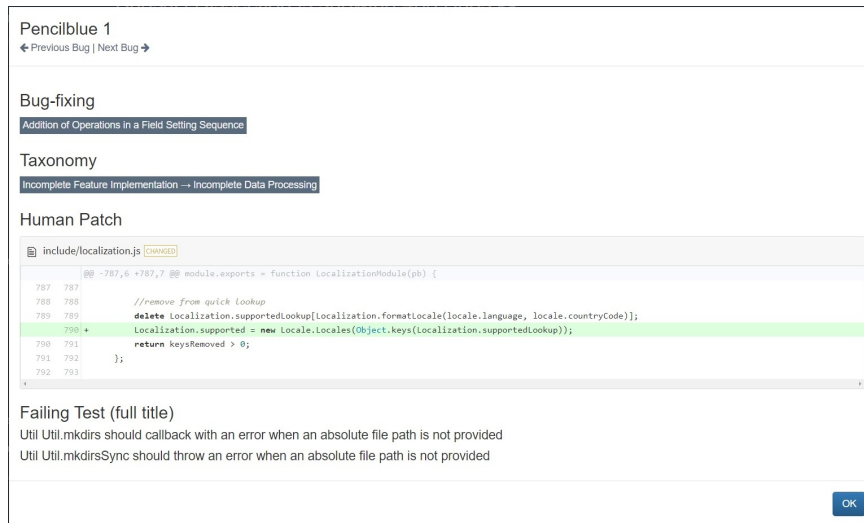 Pencilblue 1
← Previous Bug | Next Bug →
Bug-fixing
Addition of Operations in a Field Setting Sequence
Taxonomy
Incomplete Feature Implementation → Incomplete Data Processing
Human Patch
include/localization.js CHANGED
@@ -787,6 +787,7 @@ module.exports = function LocalizationModule(pb) {
787 787
788 788 //remove from quick lookup
789 789 delete Localization.supportedLookup[Localization.formatLocale(locale.language, locale.countryCode)];
790 + Localization.supported = new Locale.Locales(Object.keys(Localization.supportedLookup));
790 791 return keysRemoved > 0;
791 792 };
792 793
Failing Test (full title)
Util Util.mkdirs should callback with an error when an absolute file path is not provided
Util Util.mkdirsSync should throw an error when an absolute file path is not provided
OK